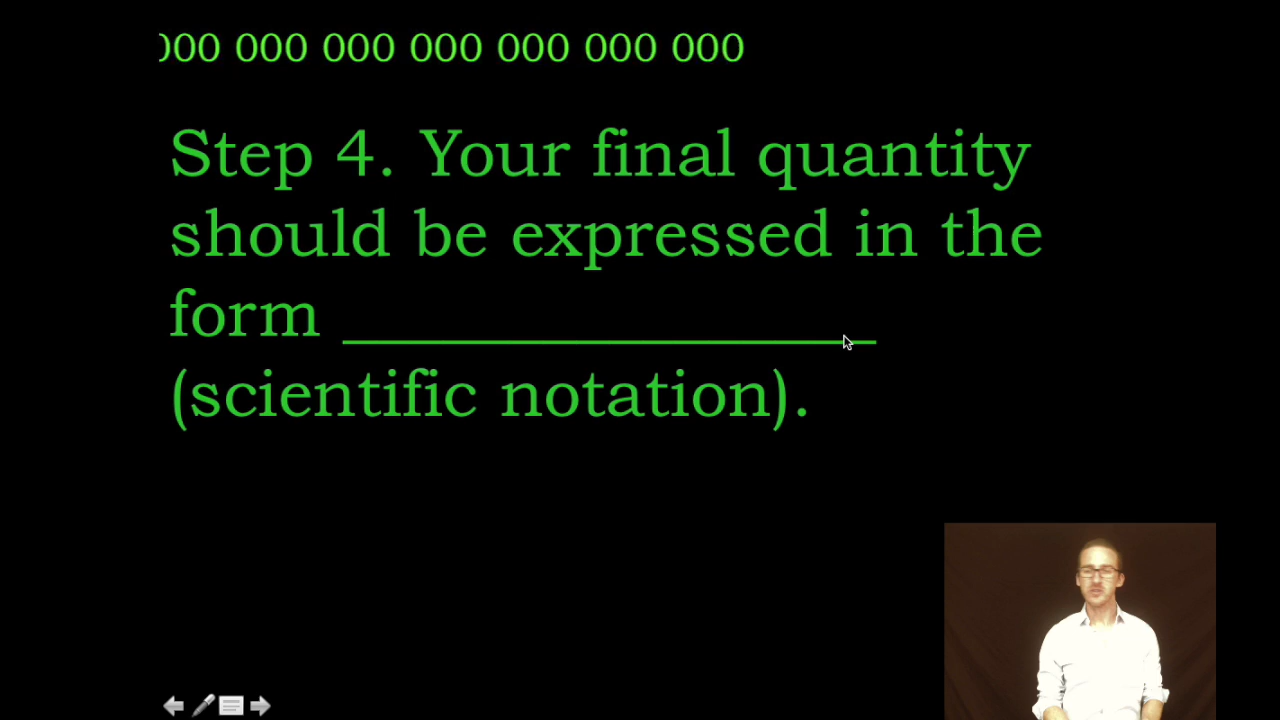 000 000 000 000 000 000 000
Step 4. Your final quantity
should be expressed in the
form ____________________
(scientific notation).